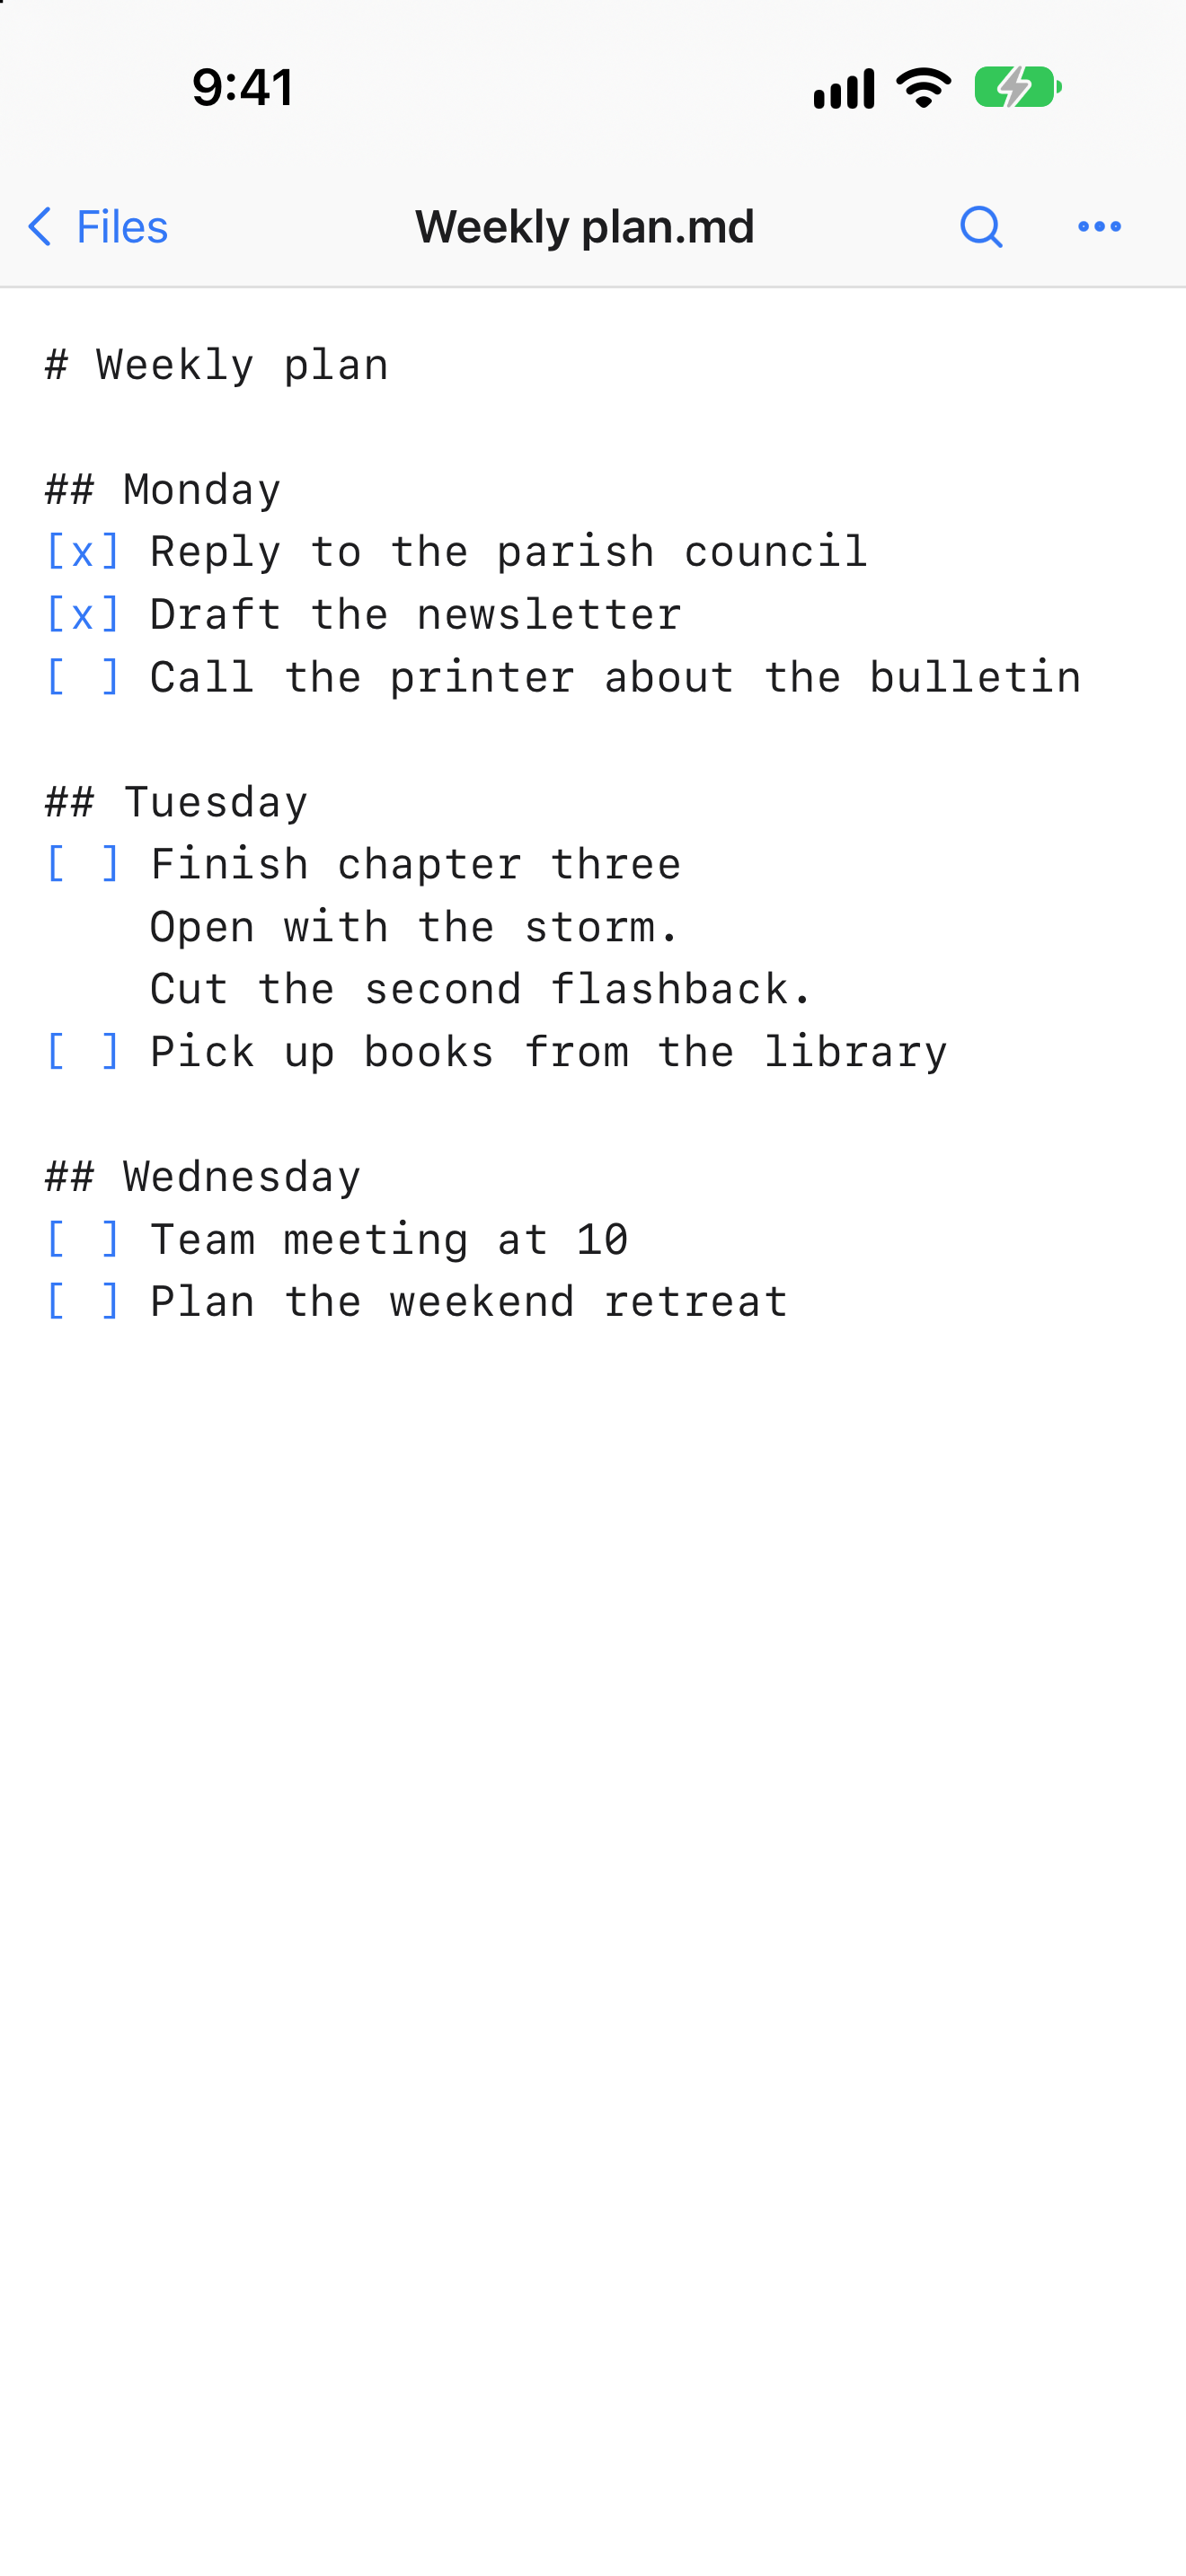 9:41
Files
Weekly plan.md
# Weekly plan
## Monday
[x] Reply to the parish council
[x] Draft the newsletter
[ ] Call the printer about the bulletin
## Tuesday
[ ] Finish chapter three
Open with the storm.
Cut the second flashback.
[ ] Pick up books from the library
## Wednesday
[ ] Team meeting at 10
[ ] Plan the weekend retreat